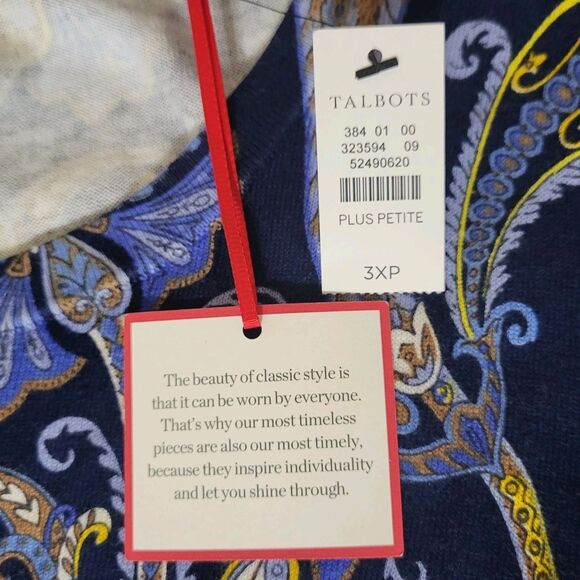 TALBOTS
384 01 00
323594 09
52490620
PLUS PETITE
3XP
The beauty of classic style is
that it can be worn by everyone.
That's why our most timeless
pieces are also our most timely,
because they inspire individuality
and let you shine through.